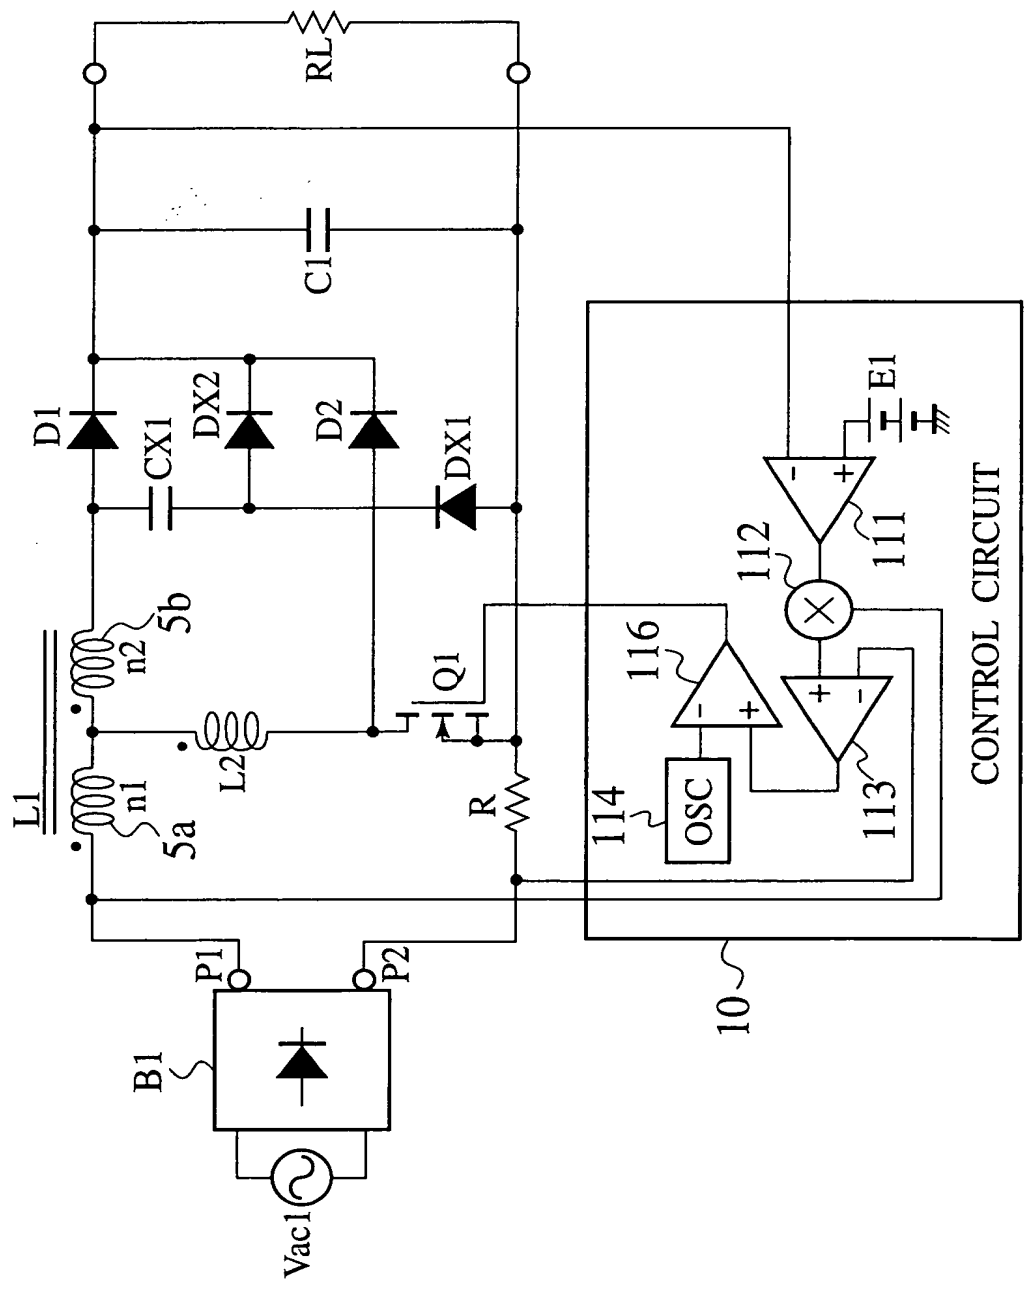 L1
5a
n1
5b
n2
D1
CX1
DX2
D2
DX1
C1
RL
L2
Q1
R
P1
P2
B1
Vac1
10
OSC
114
116
-
+
113
+
-
112
111
-
+
E1
CONTROL CIRCUIT